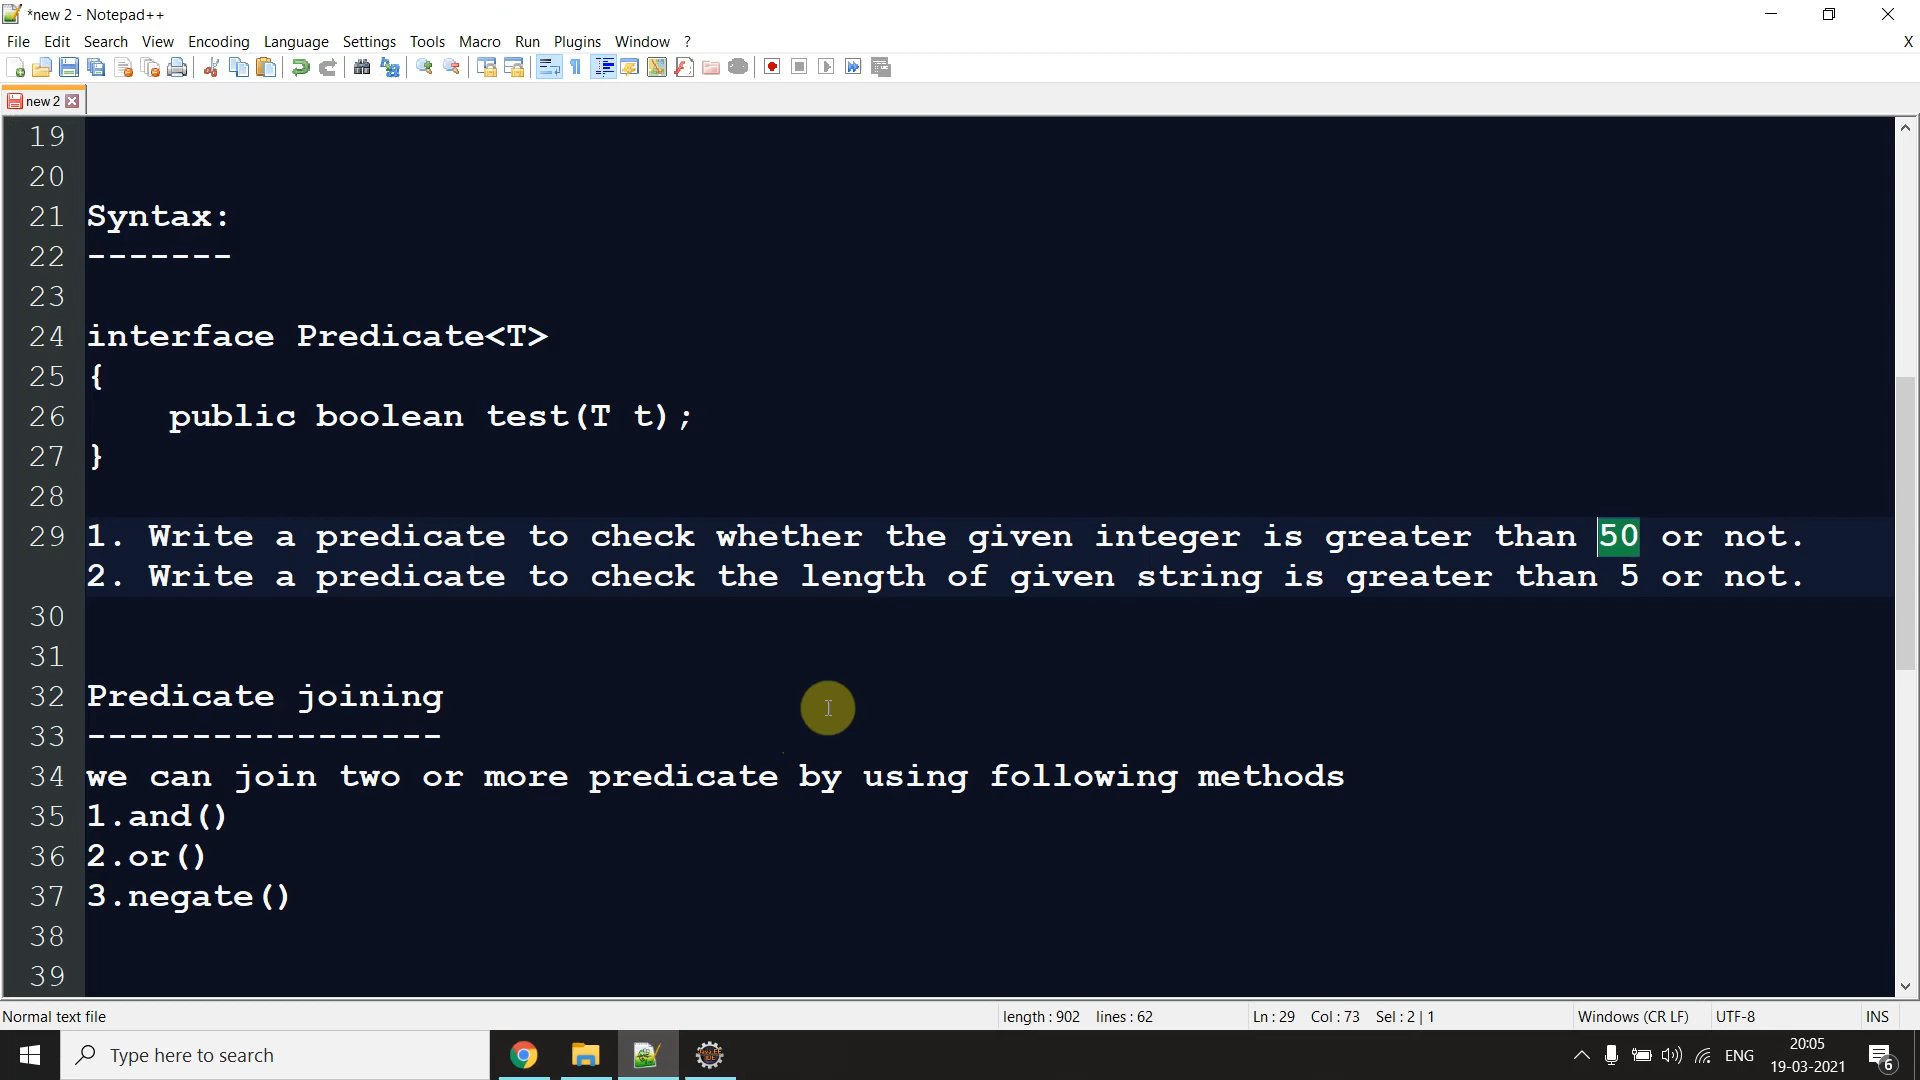 *new 2 - Notepad++
File Edit Search View Encoding Language Settings Tools Macro Run Plugins Window ? X
new 2
19
20
21 Syntax:
22 -------
23
24 interface Predicate<T>
25 {
26 public boolean test(T t);
27 }
28
29 1. Write a predicate to check whether the given integer is greater than 50 or not.
2. Write a predicate to check the length of given string is greater than 5 or not.
30
31
32 Predicate joining
33 -----------------
34 we can join two or more predicate by using following methods
35 1.and()
36 2.or()
37 3.negate()
38
39
Normal text file length : 902 lines : 62 Ln : 29 Col : 73 Sel : 2 | 1 Windows (CR LF) UTF-8 INS
Type here to search
ENG
20:05
19-03-2021
6